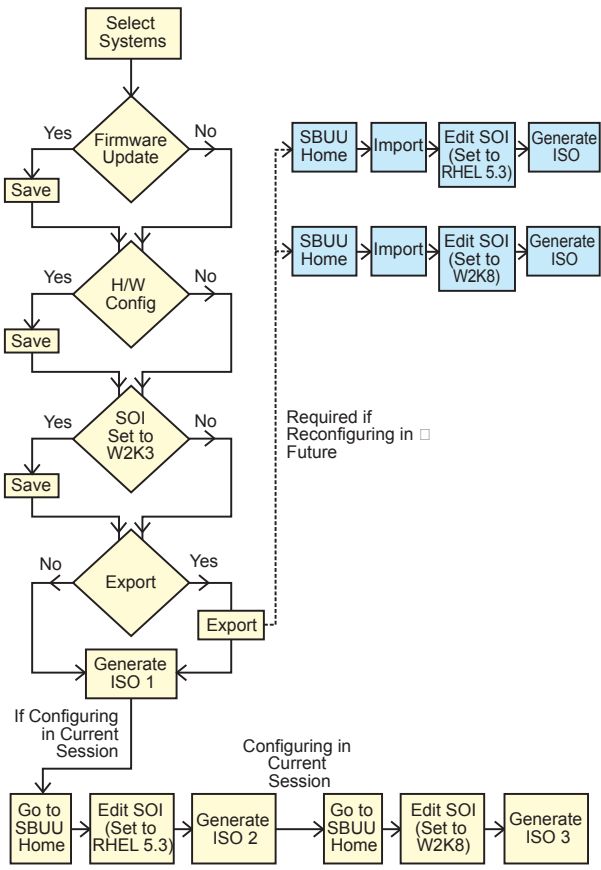 Select
Systems
Yes
Firmware
Update
No
Save
Yes
H/W
Config
No
Save
Yes
SOI
Set to
W2K3
No
Save
No
Export
Yes
Export
Generate
ISO 1
SBUU
Home
Import
Edit SOI
(Set to
RHEL 5.3)
Generate
ISO
SBUU
Home
Import
Edit SOI
(Set to
W2K8)
Generate
ISO
Required if
Reconfiguring in □
Future
If Configuring
in Current
Session
Go to
SBUU
Home
Edit SOI
(Set to
RHEL 5.3)
Generate
ISO 2
Configuring in
Current
Session
Go to
SBUU
Home
Edit SOI
(Set to
W2K8)
Generate
ISO 3